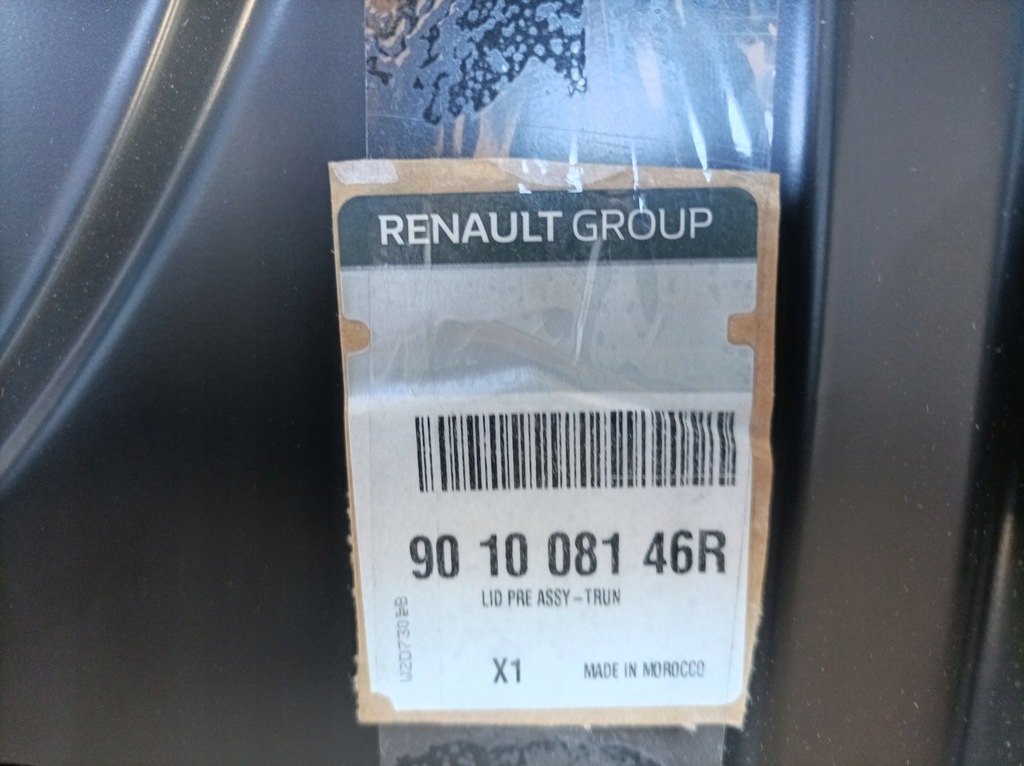 RENAULT GROUP
90 10 081 46R
LID PRE ASSY-TRUN
X1
MADE IN MOROCCO